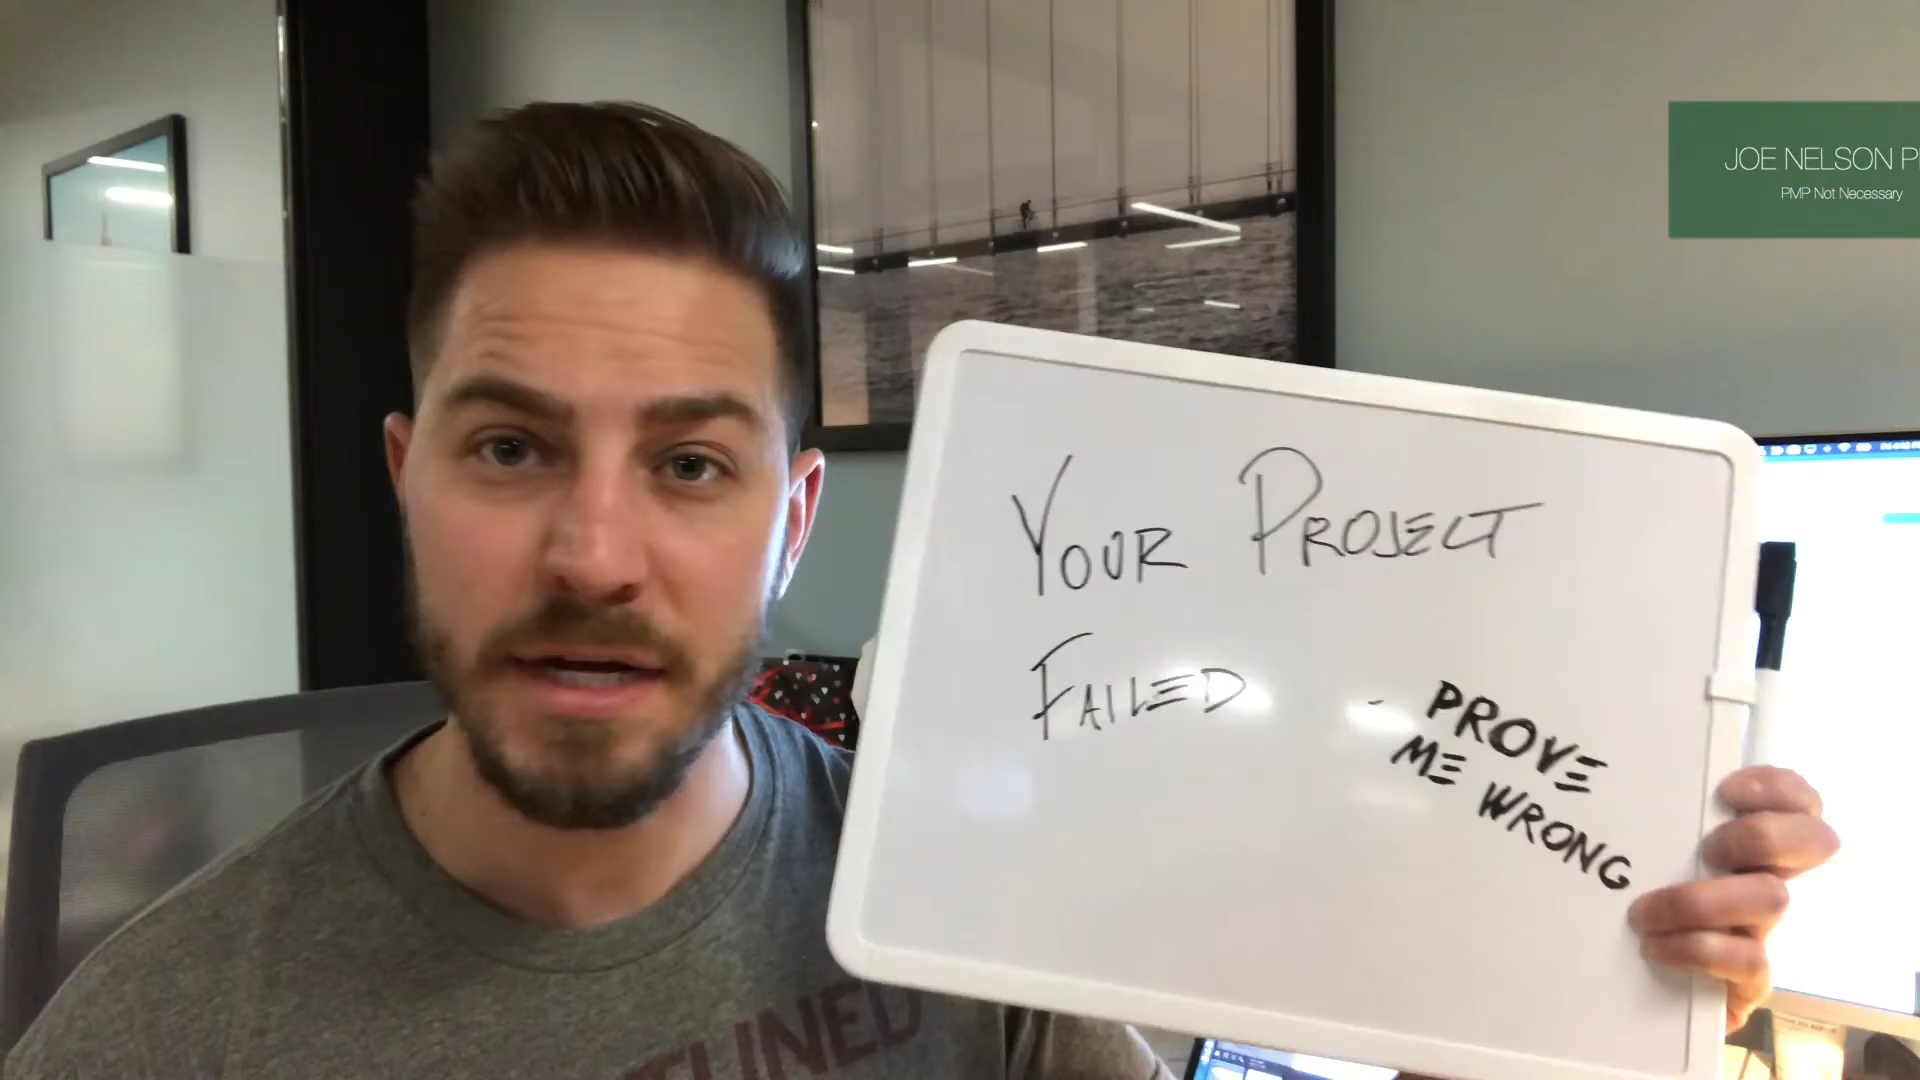 JOE NELSON P
PMP Not Necessary
YOUR PROJECT
FAILED - PROVE
ME WRONG